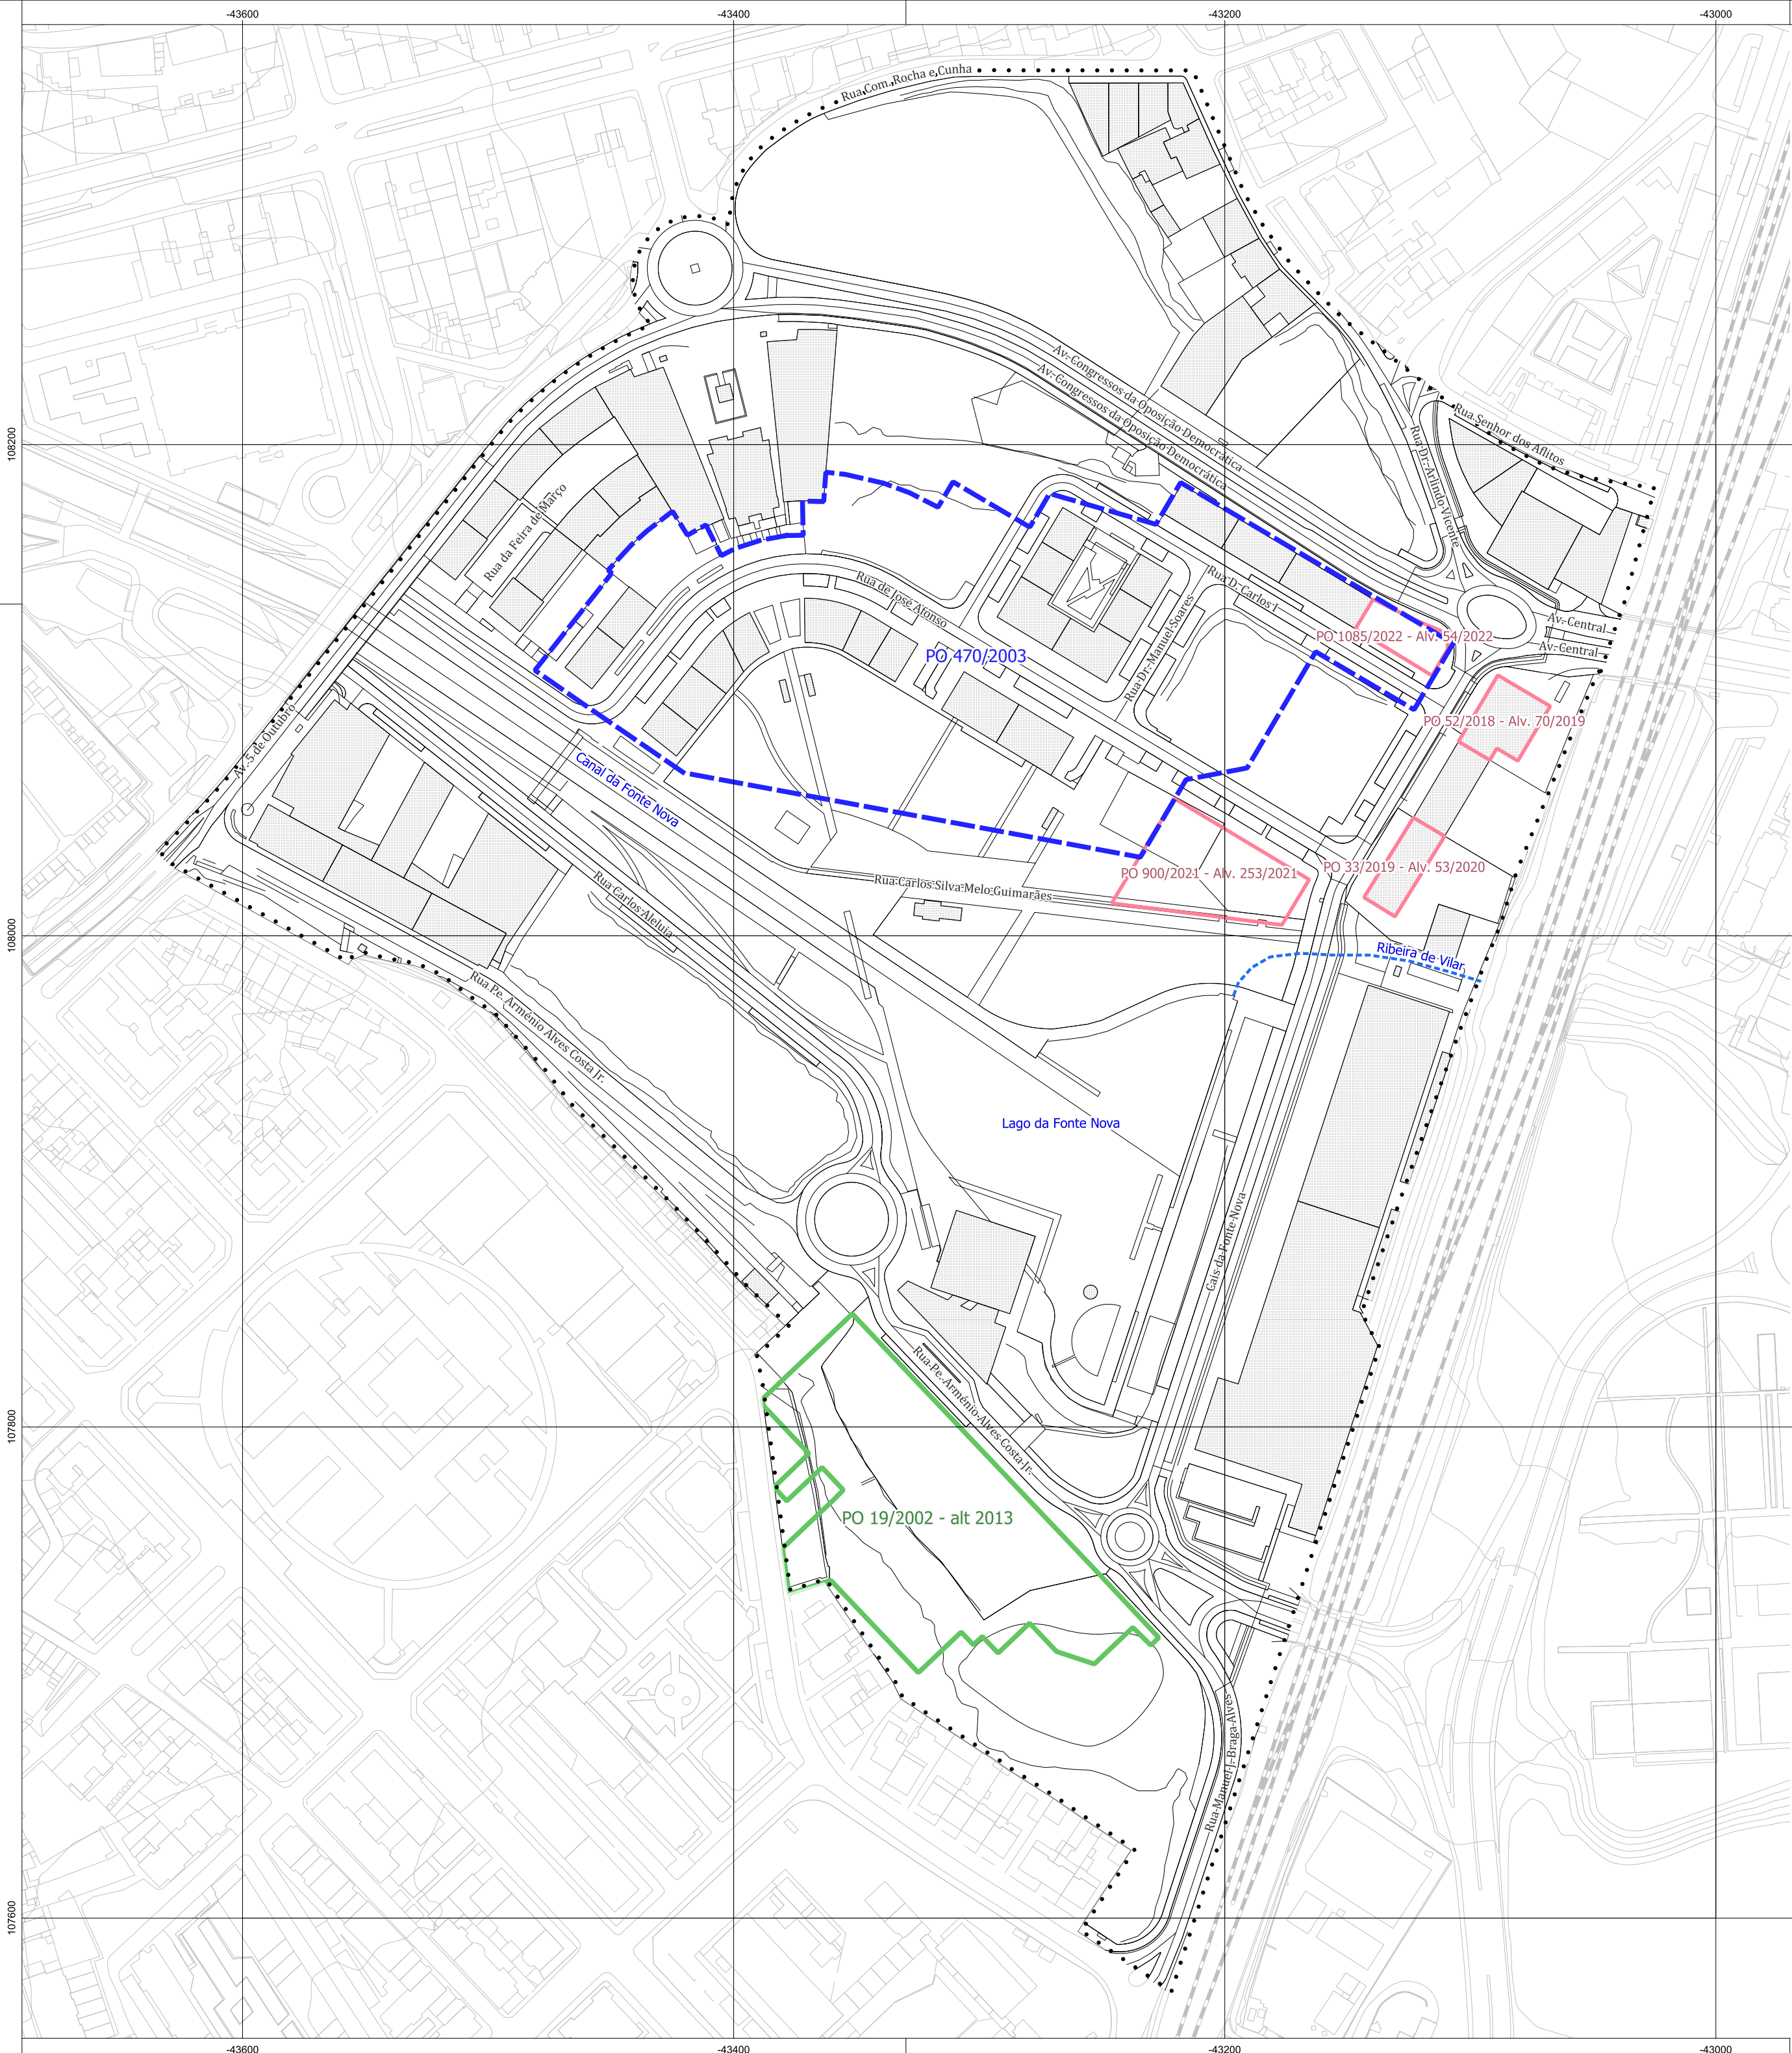 -43600
-43400
-43200
-43000
Rua Com. Rocha e Cunha
Av. Congressos da Oposição Democrática
Av. Congressos da Oposição Democrática
Rua Senhor dos Aflitos
Rua Dr. Arlindo Vicente
108200
Rua da Feira de Março
Rua de José Afonso
Rua D. Carlos I
Rua Dr. Manuel Soares
Av. Central
Av. Central
PO 1085/2022 - Alv. 54/2022
PO 470/2003
PO 52/2018 - Alv. 70/2019
Av. 5 de Outubro
Canal da Fonte Nova
PO 900/2021 - Alv. 253/2021
PO 33/2019 - Alv. 53/2020
Rua Carlos Silva Melo Guimarães
Rua Carlos Aleluia
108000
Ribeira de Vilar
Rua Pe. Arménio Alves Costa Jr.
Lago da Fonte Nova
Cais da Fonte Nova
Rua Pe. Arménio Alves Costa Jr.
107800
PO 19/2002 - alt 2013
Rua Manuel J. Braga Alves
107600
-43600
-43400
-43200
-43000